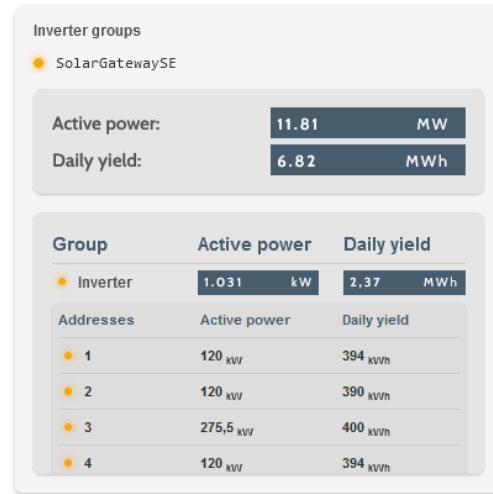 Inverter groups
SolarGatewaySE
Active power: 11.81 MW
Daily yield: 6.82 MWh
Group Active power Daily yield
Inverter 1.031 kW 2,37 MWh
Addresses Active power Daily yield
1 120 kW 394 kWh
2 120 kW 390 kWh
3 275,5 kW 400 kWh
4 120 kW 394 kWh